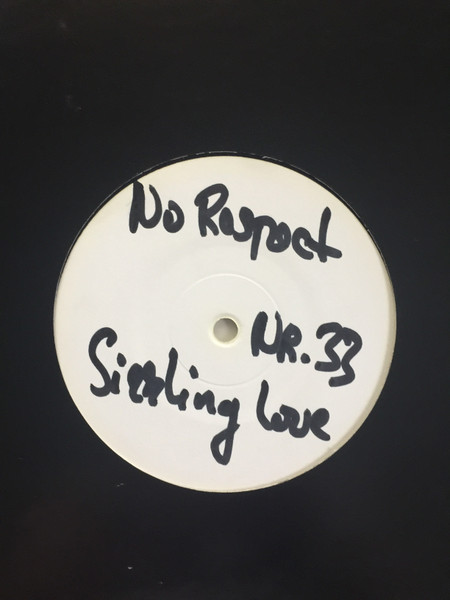 No Respect
NR. 33
Sizzling Love